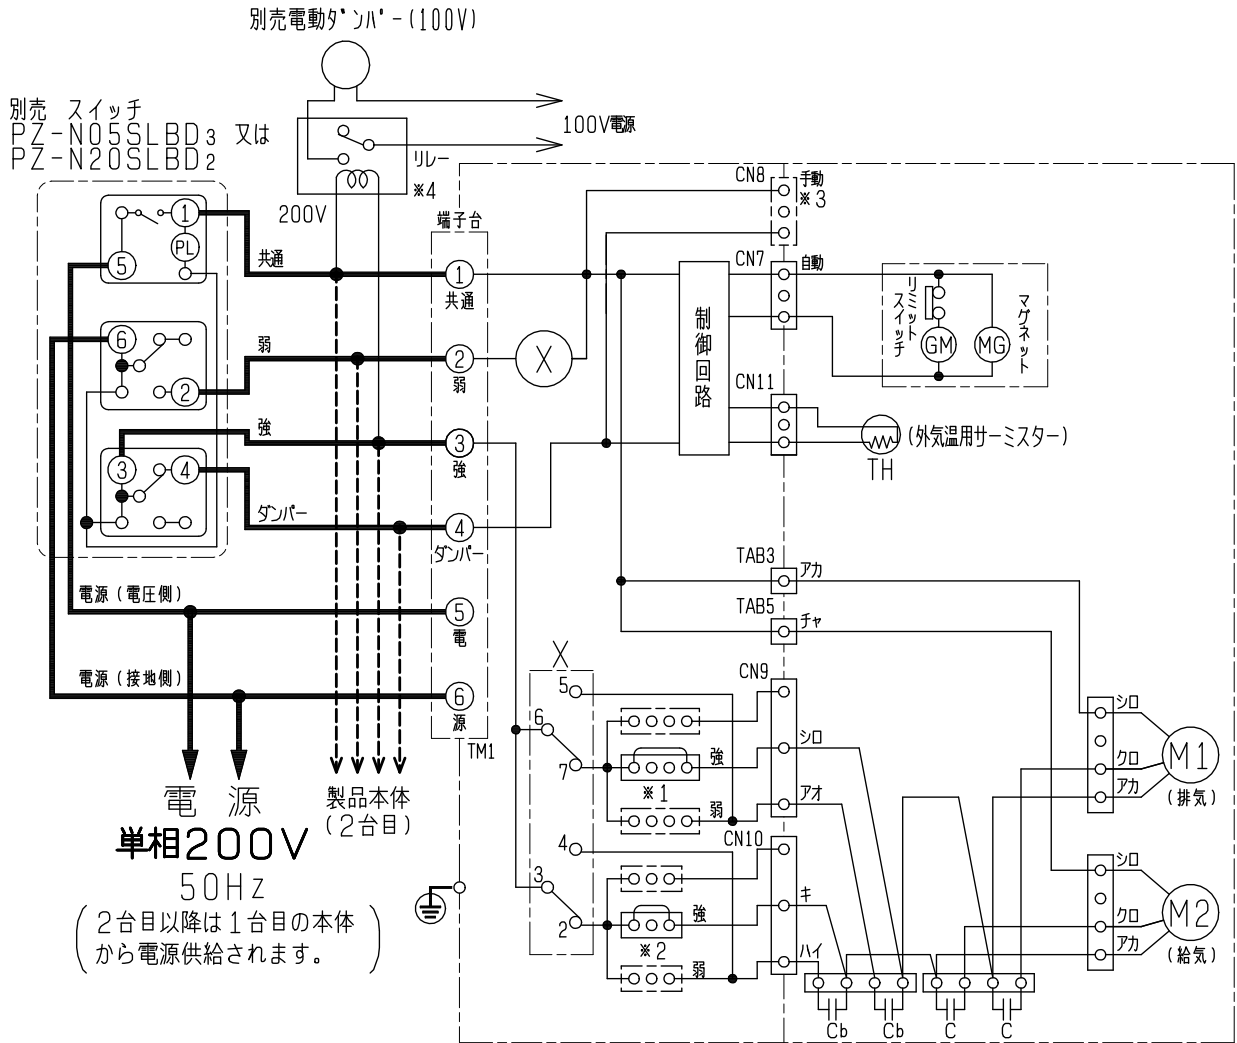 別売電動ダンパー(100V)
別売 スイッチ
PZ-N05SLBD3 又は
PZ-N20SLBD2
100V電源
リレー
※4
200V
端子台
1
PL
5
共通
1
共通
6
2
弱
2
弱
X
3
4
強
3
強
ダンパー
4
ダンパー
電源(電圧側)
5
電
電源(接地側)
6
源
TM1
電 源
単相200V
50Hz
(2台目以降は1台目の本体
から電源供給されます。)
製品本体
(2台目)
CN8
手動
※3
CN7
自動
制御回路
リミット
スイッチ
GM
MG
マグネット
CN11
TH
(外気温用サーミスター)
TAB3
アカ
TAB5
チャ
X
5
6
7
4
3
2
CN9
強
※1
弱
シロ
アオ
CN10
強
※2
弱
キ
ハイ
Cb
Cb
C
C
シロ
クロ
アカ
M1
(排気)
シロ
クロ
アカ
M2
(給気)